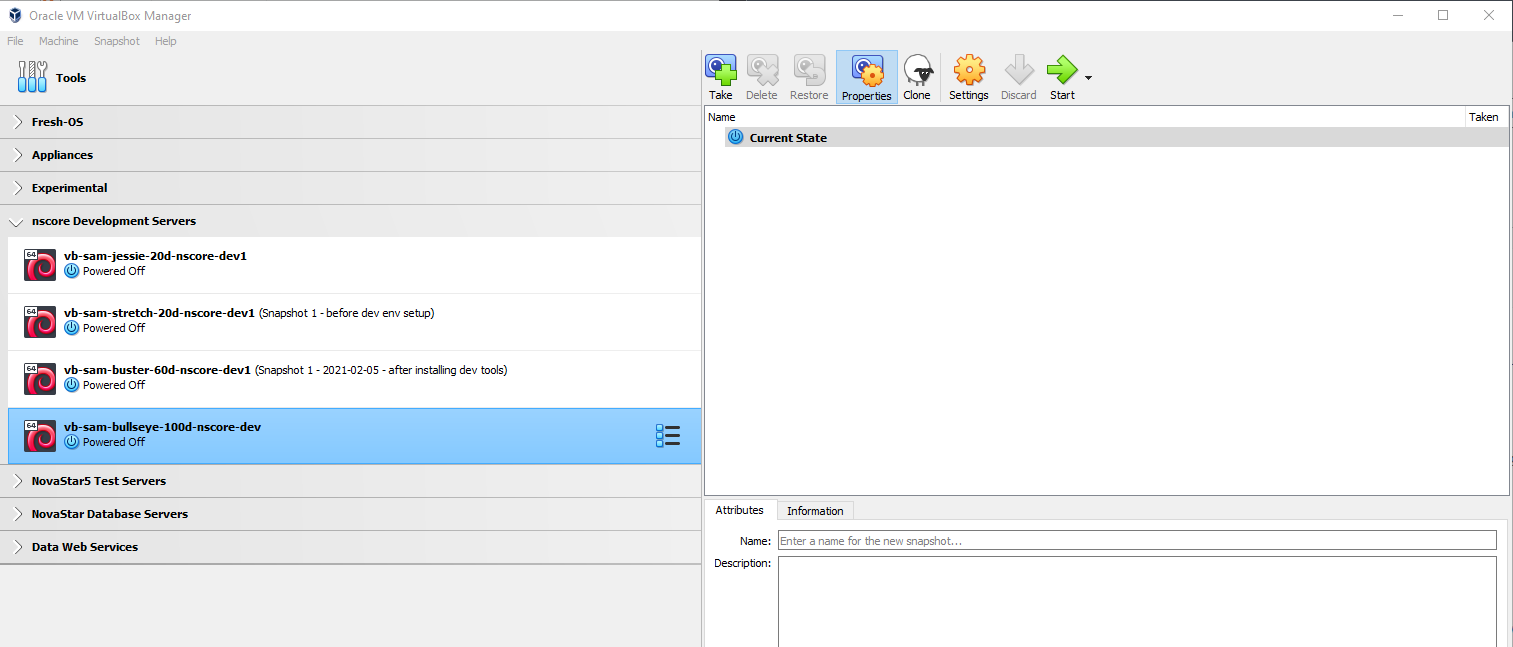 Oracle VM VirtualBox Manager
File Machine Snapshot Help
Tools
Take Delete Restore Properties Clone Settings Discard Start
Name Taken
Current State
Fresh-OS
Appliances
Experimental
nscore Development Servers
64
vb-sam-jessie-20d-nscore-dev1
Powered Off
64
vb-sam-stretch-20d-nscore-dev1 (Snapshot 1 - before dev env setup)
Powered Off
64
vb-sam-buster-60d-nscore-dev1 (Snapshot 1 - 2021-02-05 - after installing dev tools)
Powered Off
64
vb-sam-bullseye-100d-nscore-dev
Powered Off
NovaStar5 Test Servers
NovaStar Database Servers
Data Web Services
Attributes Information
Name: Enter a name for the new snapshot...
Description: